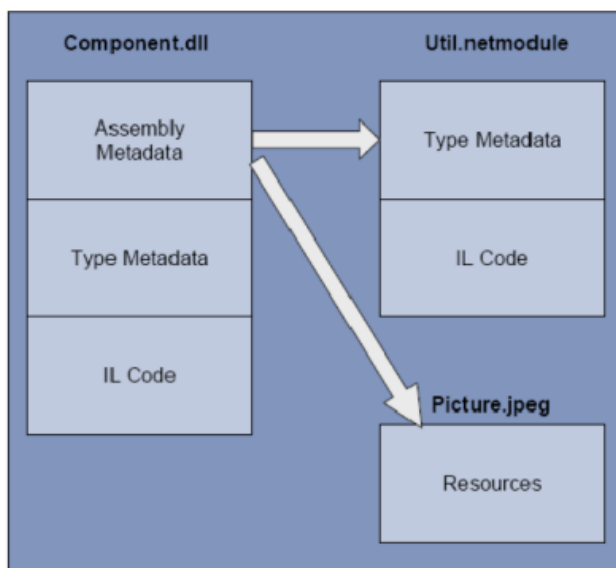 Component.dll
Assembly
Metadata
Type Metadata
IL Code
Util.netmodule
Type Metadata
IL Code
Picture.jpeg
Resources